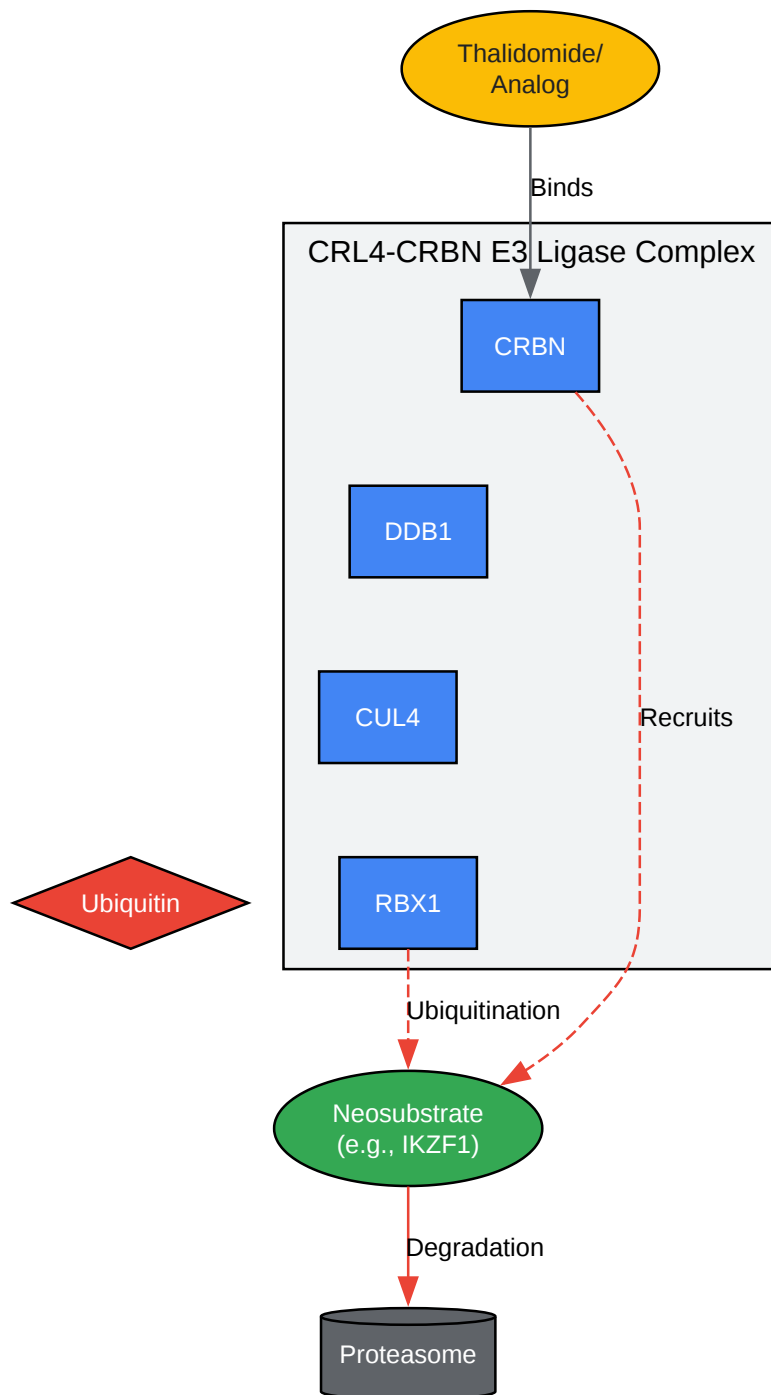 Thalidomide/
Analog
Binds
CRL4-CRBN E3 Ligase Complex
CRBN
DDB1
CUL4
Recruits
Ubiquitin
RBX1
Ubiquitination
Neosubstrate
(e.g., IKZF1)
Degradation
Proteasome